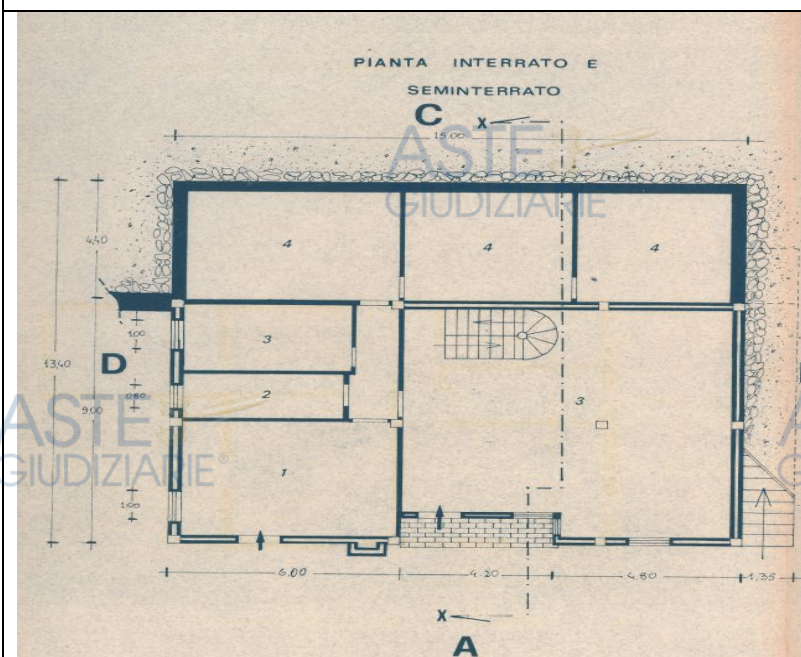 PIANTA INTERRATO E
SEMINTERRATO
C
X
15.00
ASTE
GIUDIZIARIE
4,40
4
4
4
1.00
3
13,40
D
0.80
2
3
9.00
ASTE
GIUDIZIARIE®
1
1.00
6.00
4.20
4.80
1.35
X
A